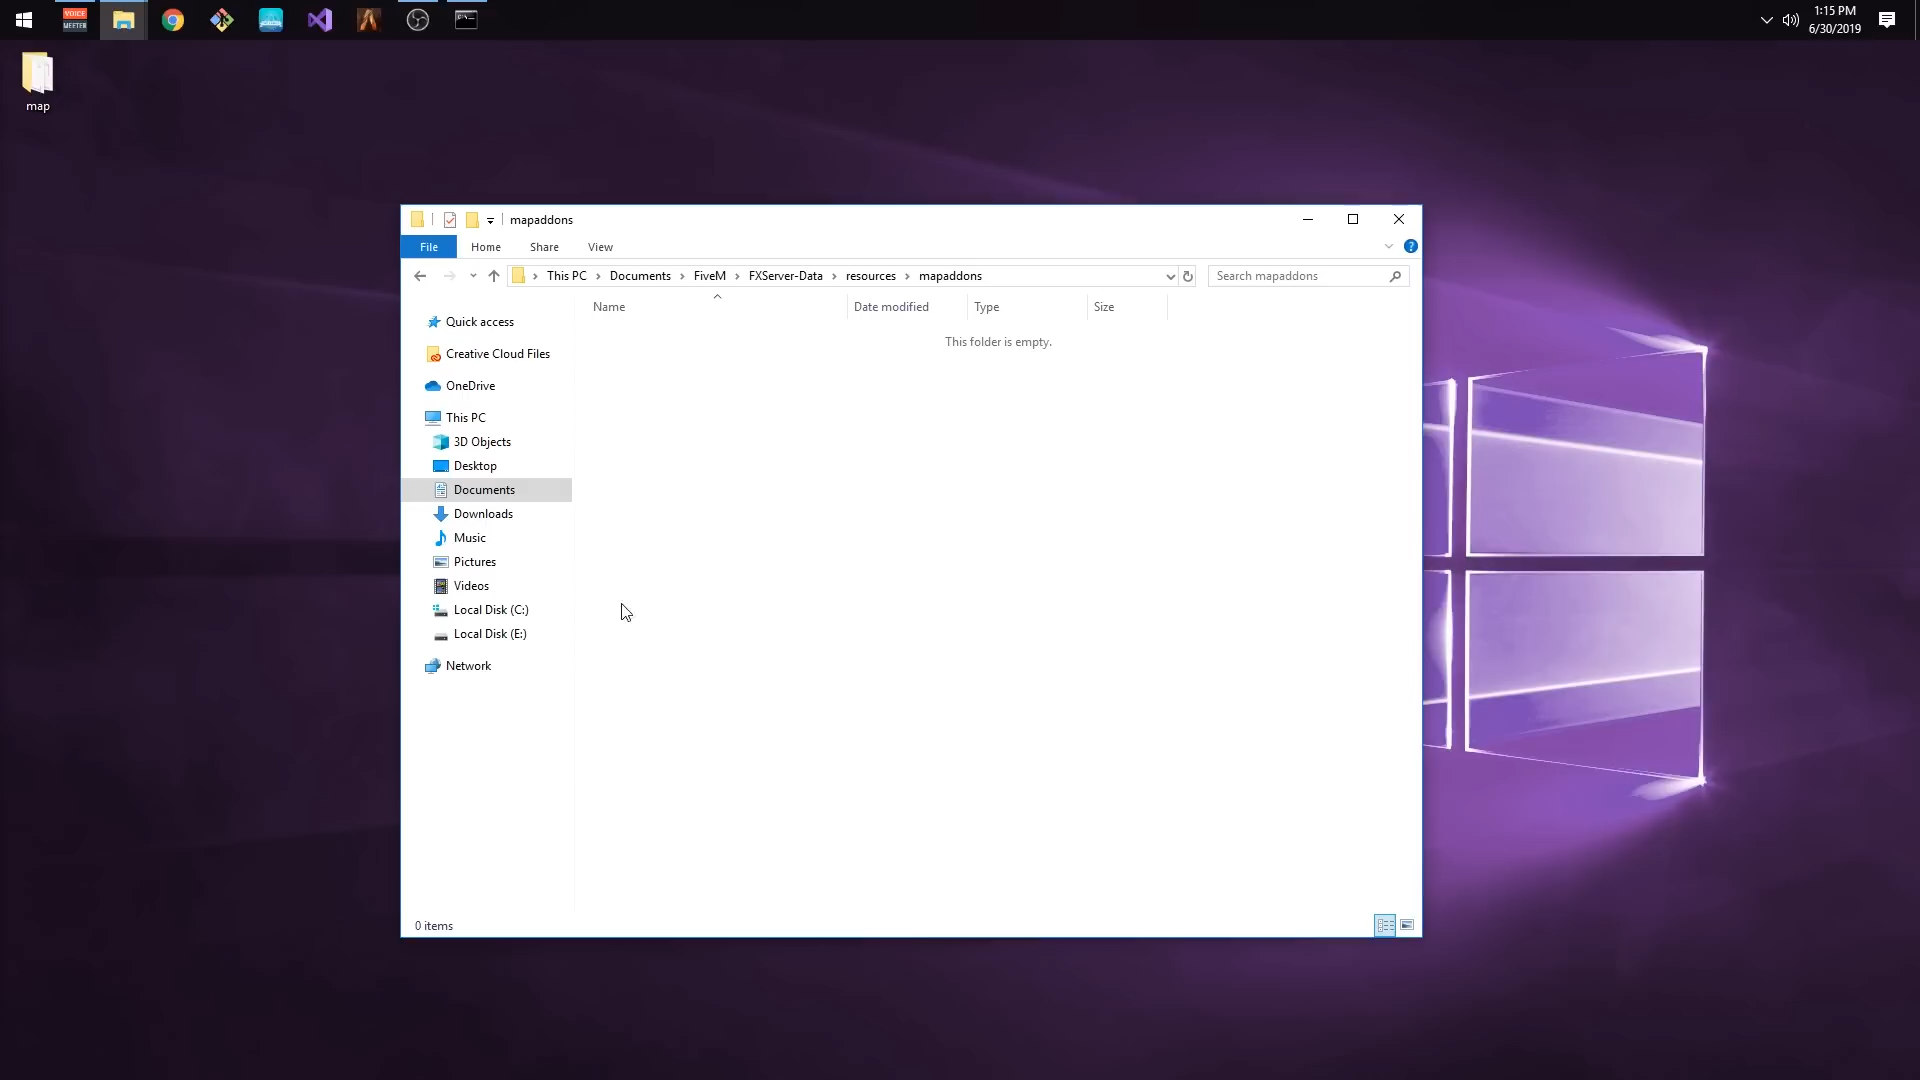 VOICE
MEETER
1:15 PM
6/30/2019
map
mapaddons
File
Home
Share
View
This PC
Documents
FiveM
FXServer-Data
resources
mapaddons
Search mapaddons
Name
Date modified
Type
Size
This folder is empty.
Quick access
Creative Cloud Files
OneDrive
This PC
3D Objects
Desktop
Documents
Downloads
Music
Pictures
Videos
Local Disk (C:)
Local Disk (E:)
Network
0 items